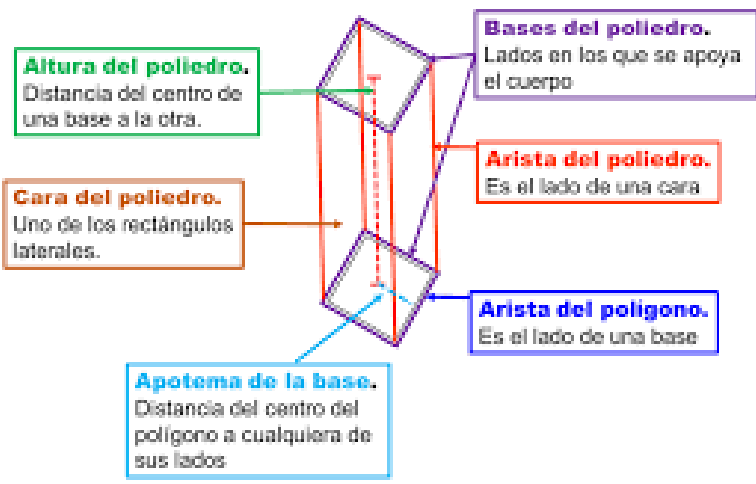 Bases del poliedro.
Lados en los que se apoya
el cuerpo
Altura del poliedro.
Distancia del centro de
una base a la otra.
Arista del poliedro.
Es el lado de una cara
Cara del poliedro.
Uno de los rectángulos
laterales.
Arista del polígono.
Es el lado de una base
Apotema de la base.
Distancia del centro del
polígono a cualquiera de
sus lados